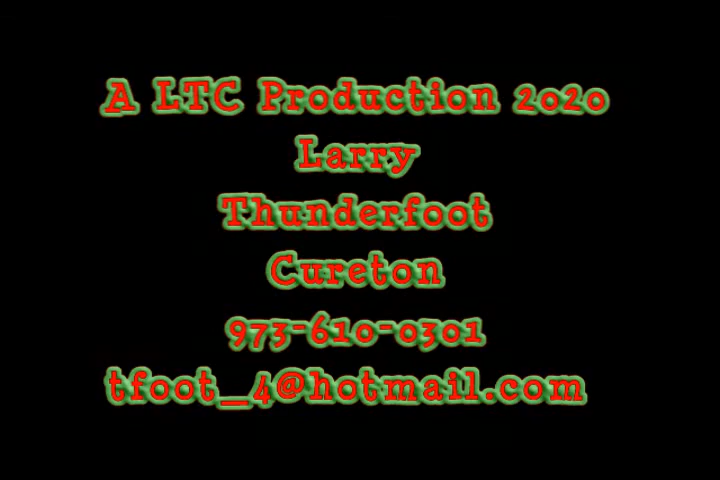 A LTC Production 2020
Larry
Thunderfoot
Cureton
973-610-0301
tfoot_4@hotmail.com